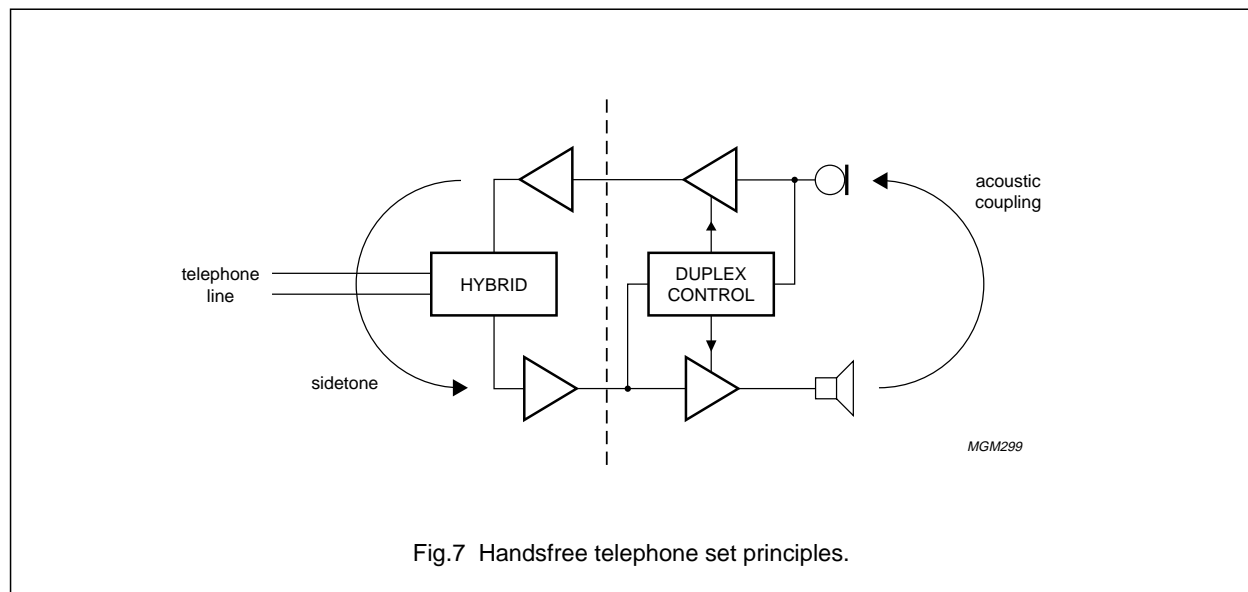 acoustic
coupling
HYBRID
DUPLEX
CONTROL
telephone
line
sidetone
MGM299
Fig.7 Handsfree telephone set principles.